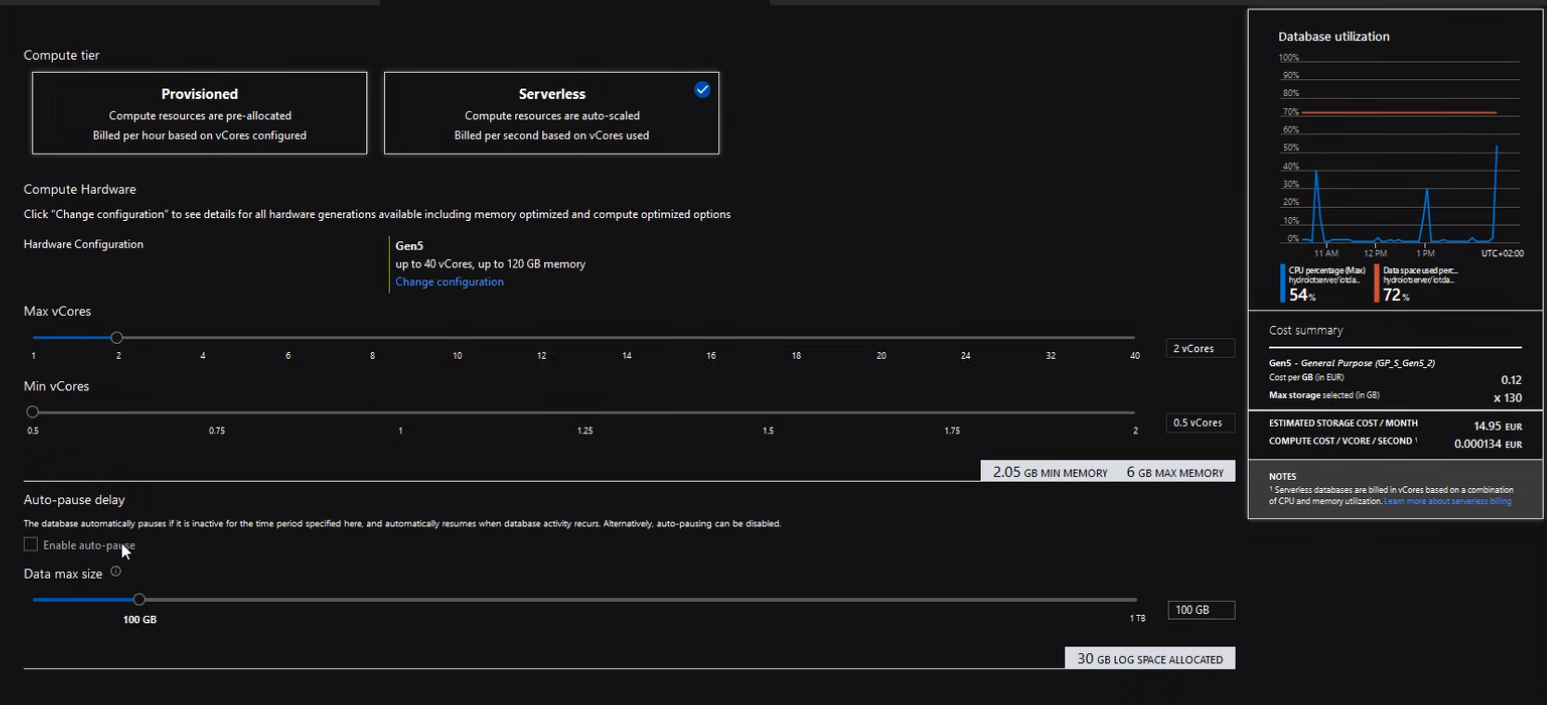 Compute tier
Provisioned
Compute resources are pre-allocated
Billed per hour based on vCores configured
Serverless
Compute resources are auto-scaled
Billed per second based on vCores used
Compute Hardware
Click "Change configuration" to see details for all hardware generations available including memory optimized and compute optimized options
Hardware Configuration
Gen5
up to 40 vCores, up to 120 GB memory
Change configuration
Max vCores
1 2 4 6 8 10 12 14 16 18 20 24 32 40
2 vCores
Min vCores
0.5 0.75 1 1.25 1.5 1.75 2
0.5 vCores
2.05 GB MIN MEMORY 6 GB MAX MEMORY
Auto-pause delay
The database automatically pauses if it is inactive for the time period specified here, and automatically resumes when database activity recurs. Alternatively, auto-pausing can be disabled.
Enable auto-pause
Data max size
100 GB
1 TB
100 GB
30 GB LOG SPACE ALLOCATED
Database utilization
100%
90%
80%
70%
60%
50%
40%
30%
20%
10%
0%
11 AM 12 PM 1 PM UTC+02:00
CPU percentage (Max)
hydroiotserver/iotda...
54%
Data space used perc...
hydroiotserver/iotda...
72%
Cost summary
Gen5 - General Purpose (GP_S_Gen5_2)
Cost per GB (in EUR) 0.12
Max storage selected (in GB) x 130
ESTIMATED STORAGE COST / MONTH 14.95 EUR
COMPUTE COST / VCORE / SECOND ¹ 0.000134 EUR
NOTES
¹ Serverless databases are billed in vCores based on a combination
of CPU and memory utilization. Learn more about serverless billing